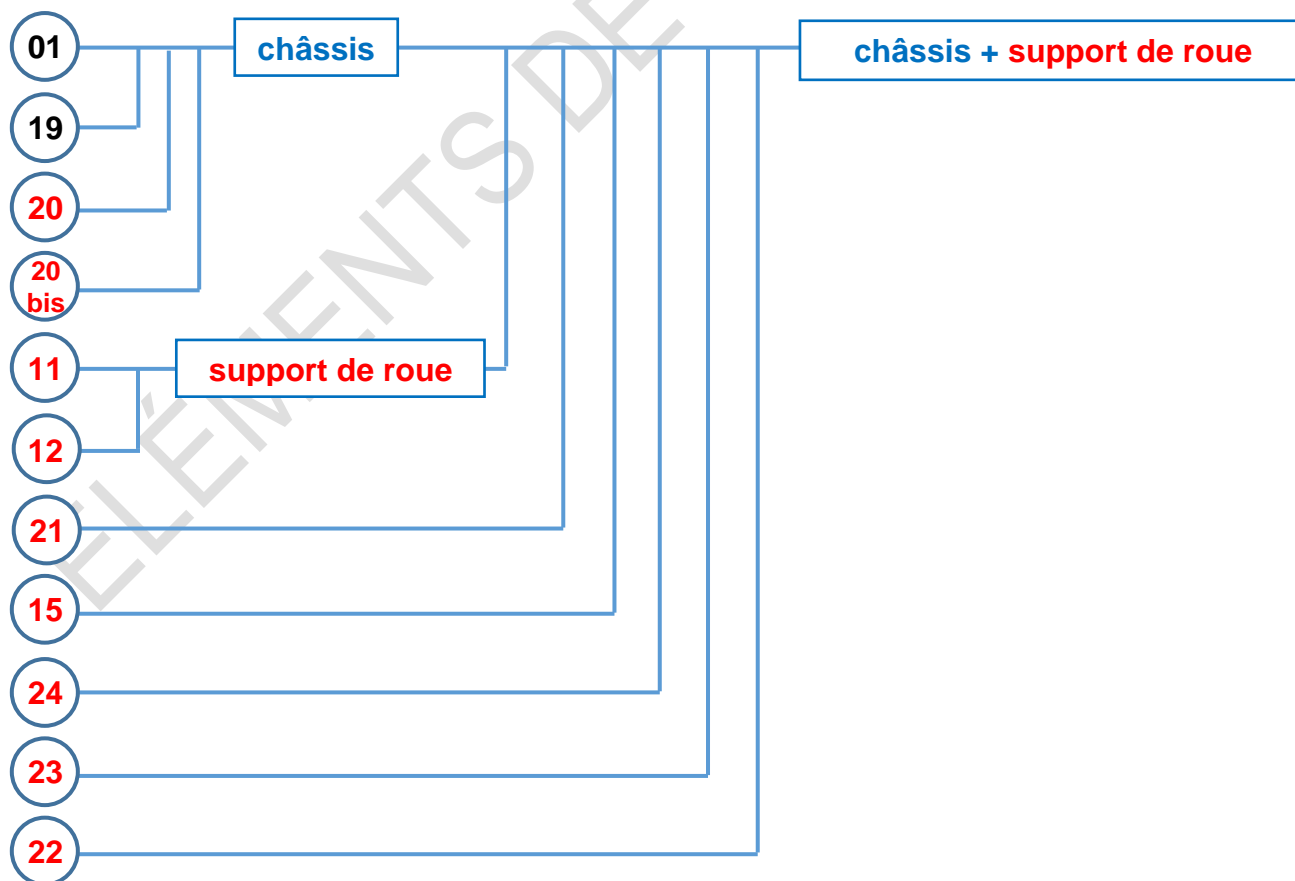 01
châssis
châssis + support de roue
19
20
20
bis
11
support de roue
12
21
15
24
23
22
ÉLÉMENTS DE